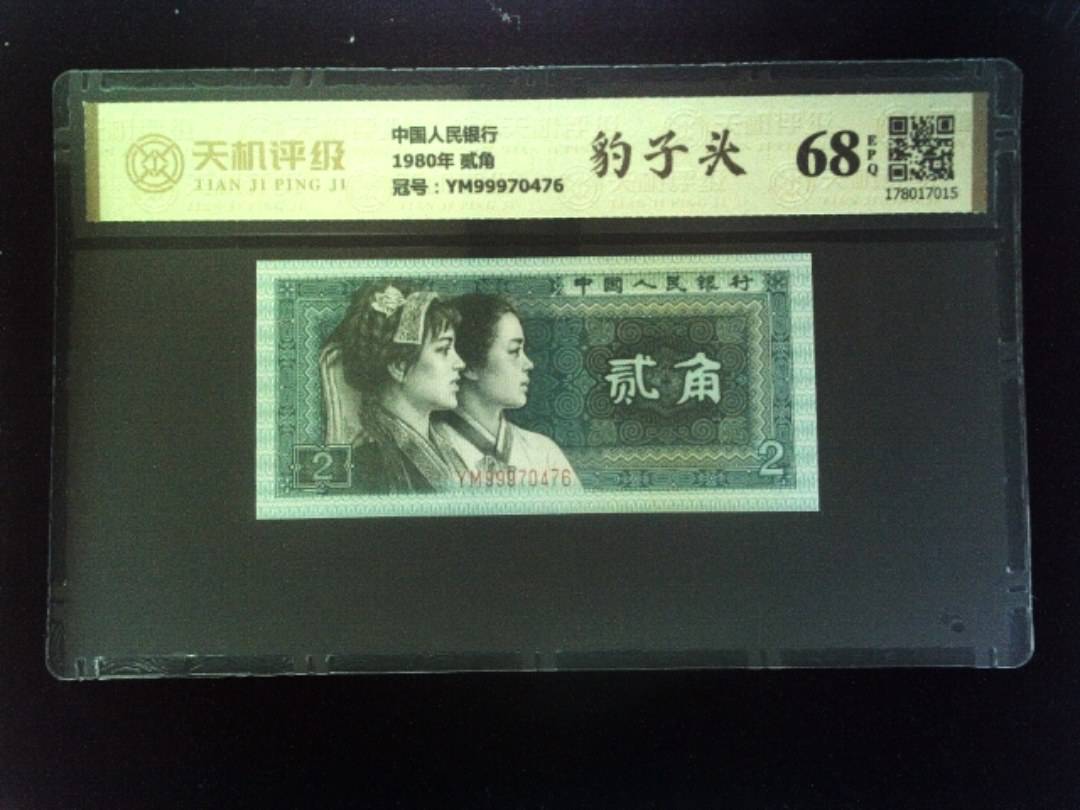 天机评级
TIAN JI PING JI
中国人民银行
1980年 贰角
冠号：YM99970476
豹子头
68
EPQ
178017015
中國人民银行
贰角
2
2
YM99970476